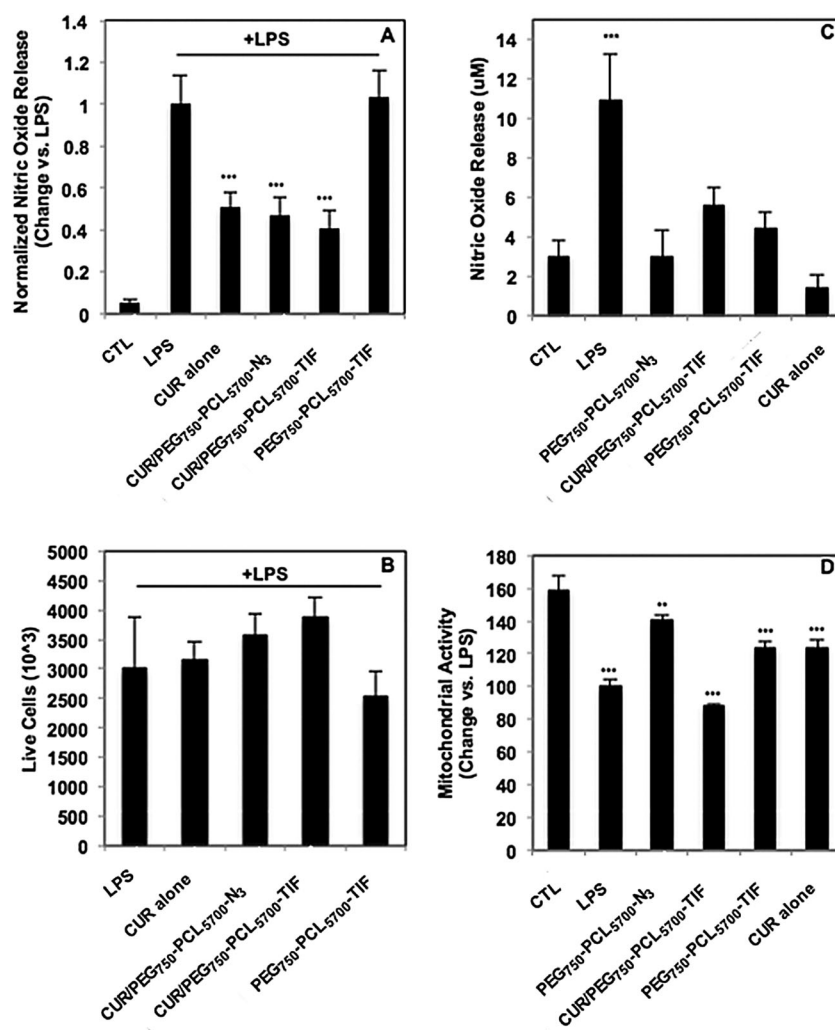 A
+LPS
Normalized Nitric Oxide Release
(Change vs. LPS)
1.4
1.2
1
0.8
0.6
0.4
0.2
0
•••
•••
•••
CTL
LPS
CUR alone
CUR/PEG₇₅₀-PCL₅₇₀₀-N₃
CUR/PEG₇₅₀-PCL₅₇₀₀-TIF
PEG₇₅₀-PCL₅₇₀₀-TIF
C
Nitric Oxide Release (uM)
14
12
10
8
6
4
2
0
•••
CTL
LPS
PEG₇₅₀-PCL₅₇₀₀-N₃
CUR/PEG₇₅₀-PCL₅₇₀₀-TIF
PEG₇₅₀-PCL₅₇₀₀-TIF
CUR alone
B
+LPS
Live Cells (10^3)
5000
4500
4000
3500
3000
2500
2000
1500
1000
500
0
LPS
CUR alone
CUR/PEG₇₅₀-PCL₅₇₀₀-N₃
CUR/PEG₇₅₀-PCL₅₇₀₀-TIF
PEG₇₅₀-PCL₅₇₀₀-TIF
D
Mitochondrial Activity
(Change vs. LPS)
180
160
140
120
100
80
60
40
20
0
•••
••
•••
•••
•••
CTL
LPS
PEG₇₅₀-PCL₅₇₀₀-N₃
CUR/PEG₇₅₀-PCL₅₇₀₀-TIF
PEG₇₅₀-PCL₅₇₀₀-TIF
CUR alone